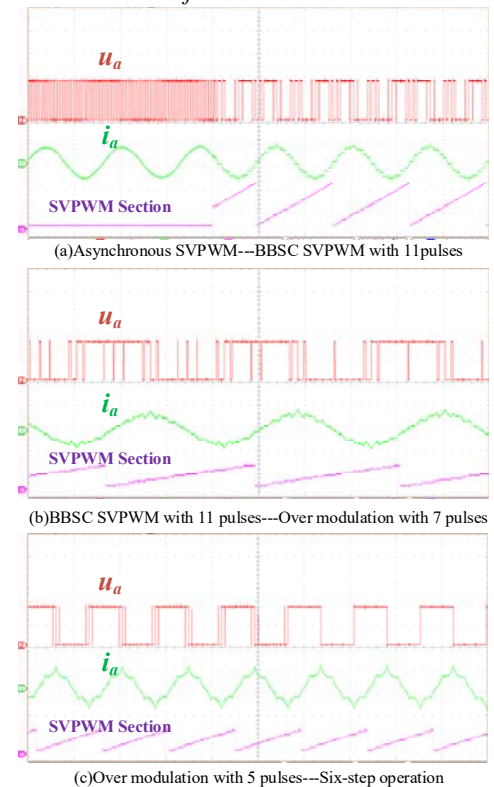 u_a
i_a
SVPWM Section
(a)Asynchronous SVPWM---BBSC SVPWM with 11pulses
u_a
i_a
SVPWM Section
(b)BBSC SVPWM with 11 pulses---Over modulation with 7 pulses
u_a
i_a
SVPWM Section
(c)Over modulation with 5 pulses---Six-step operation